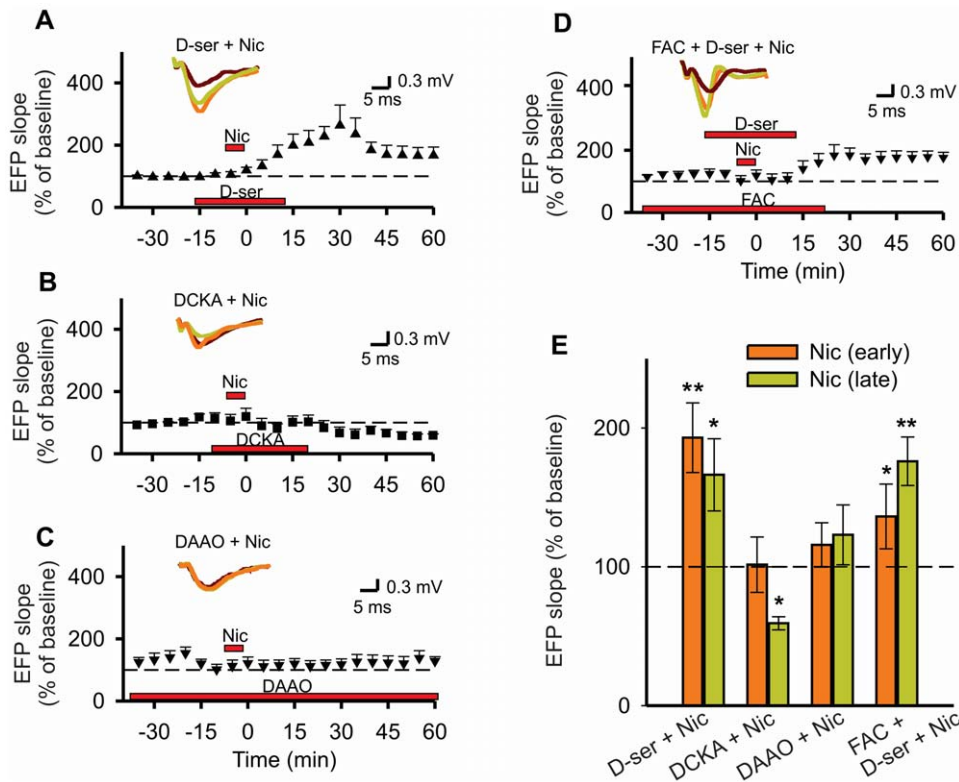 A
D-ser + Nic
EFP slope
(% of baseline)
400
200
0
0.3 mV
5 ms
Nic
D-ser
-30 -15 0 15 30 45 60
B
DCKA + Nic
EFP slope
(% of baseline)
400
200
0
0.3 mV
5 ms
Nic
DCKA
-30 -15 0 15 30 45 60
C
DAAO + Nic
EFP slope
(% of baseline)
400
200
0
0.3 mV
5 ms
Nic
DAAO
-30 -15 0 15 30 45 60
Time (min)
D
FAC + D-ser + Nic
EFP slope
(% of baseline)
400
200
0
0.3 mV
5 ms
D-ser
Nic
FAC
-30 -15 0 15 30 45 60
Time (min)
E
Nic (early)
Nic (late)
EFP slope (% of baseline)
200
100
0
** * * * **
D-ser + Nic
DCKA + Nic
DAAO + Nic
FAC +
D-ser + Nic